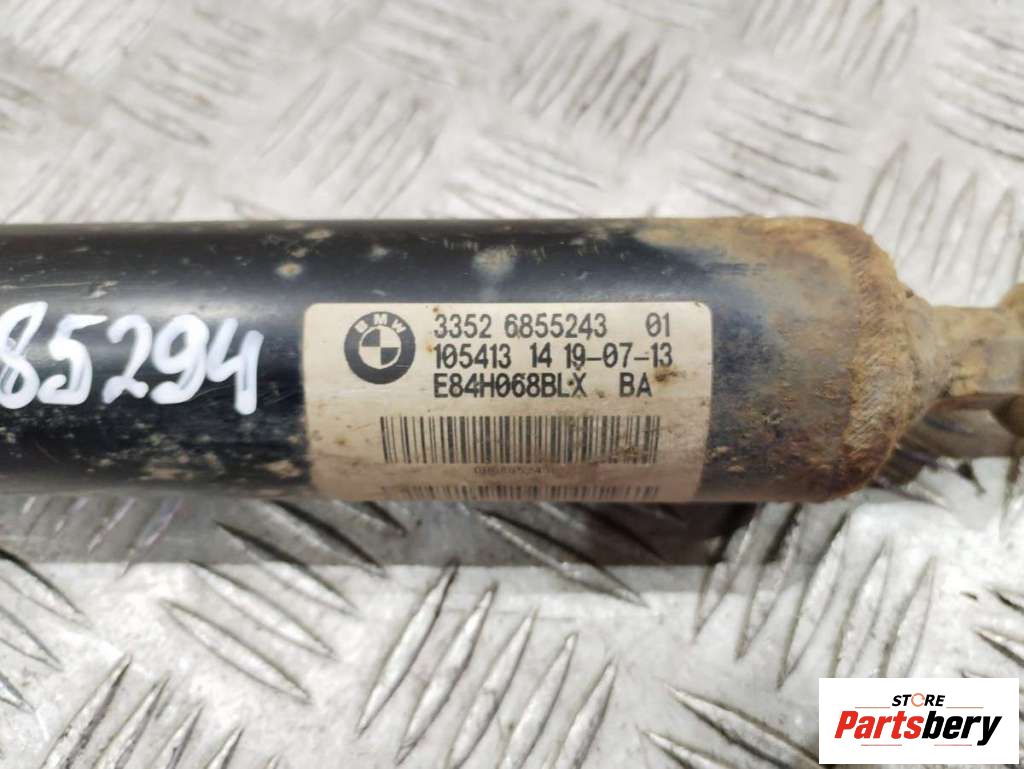 85294
BMW
3352 6855243 01
105413 14 19-07-13
E84H068BLX BA
STORE
Partsbery